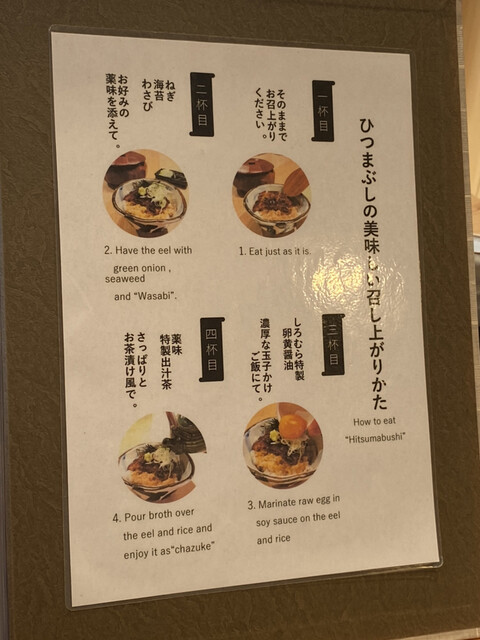 ひつまぶしの美味しい召し上がりかた
How to eat
“Hitsumabushi”
一杯目
そのままで
お召上がり
ください。
1. Eat just as it is.
二杯目
ねぎ
海苔
わさび
お好みの
薬味を添えて。
2. Have the eel with
green onion ,
seaweed
and “Wasabi”.
三杯目
しろむら特製
卵黄醤油
濃厚な玉子かけ
ご飯にて。
3. Marinate raw egg in
soy sauce on the eel
and rice
四杯目
薬味
特製出汁茶
さっぱりと
お茶漬け風で。
4. Pour broth over
the eel and rice and
enjoy it as“chazuke”